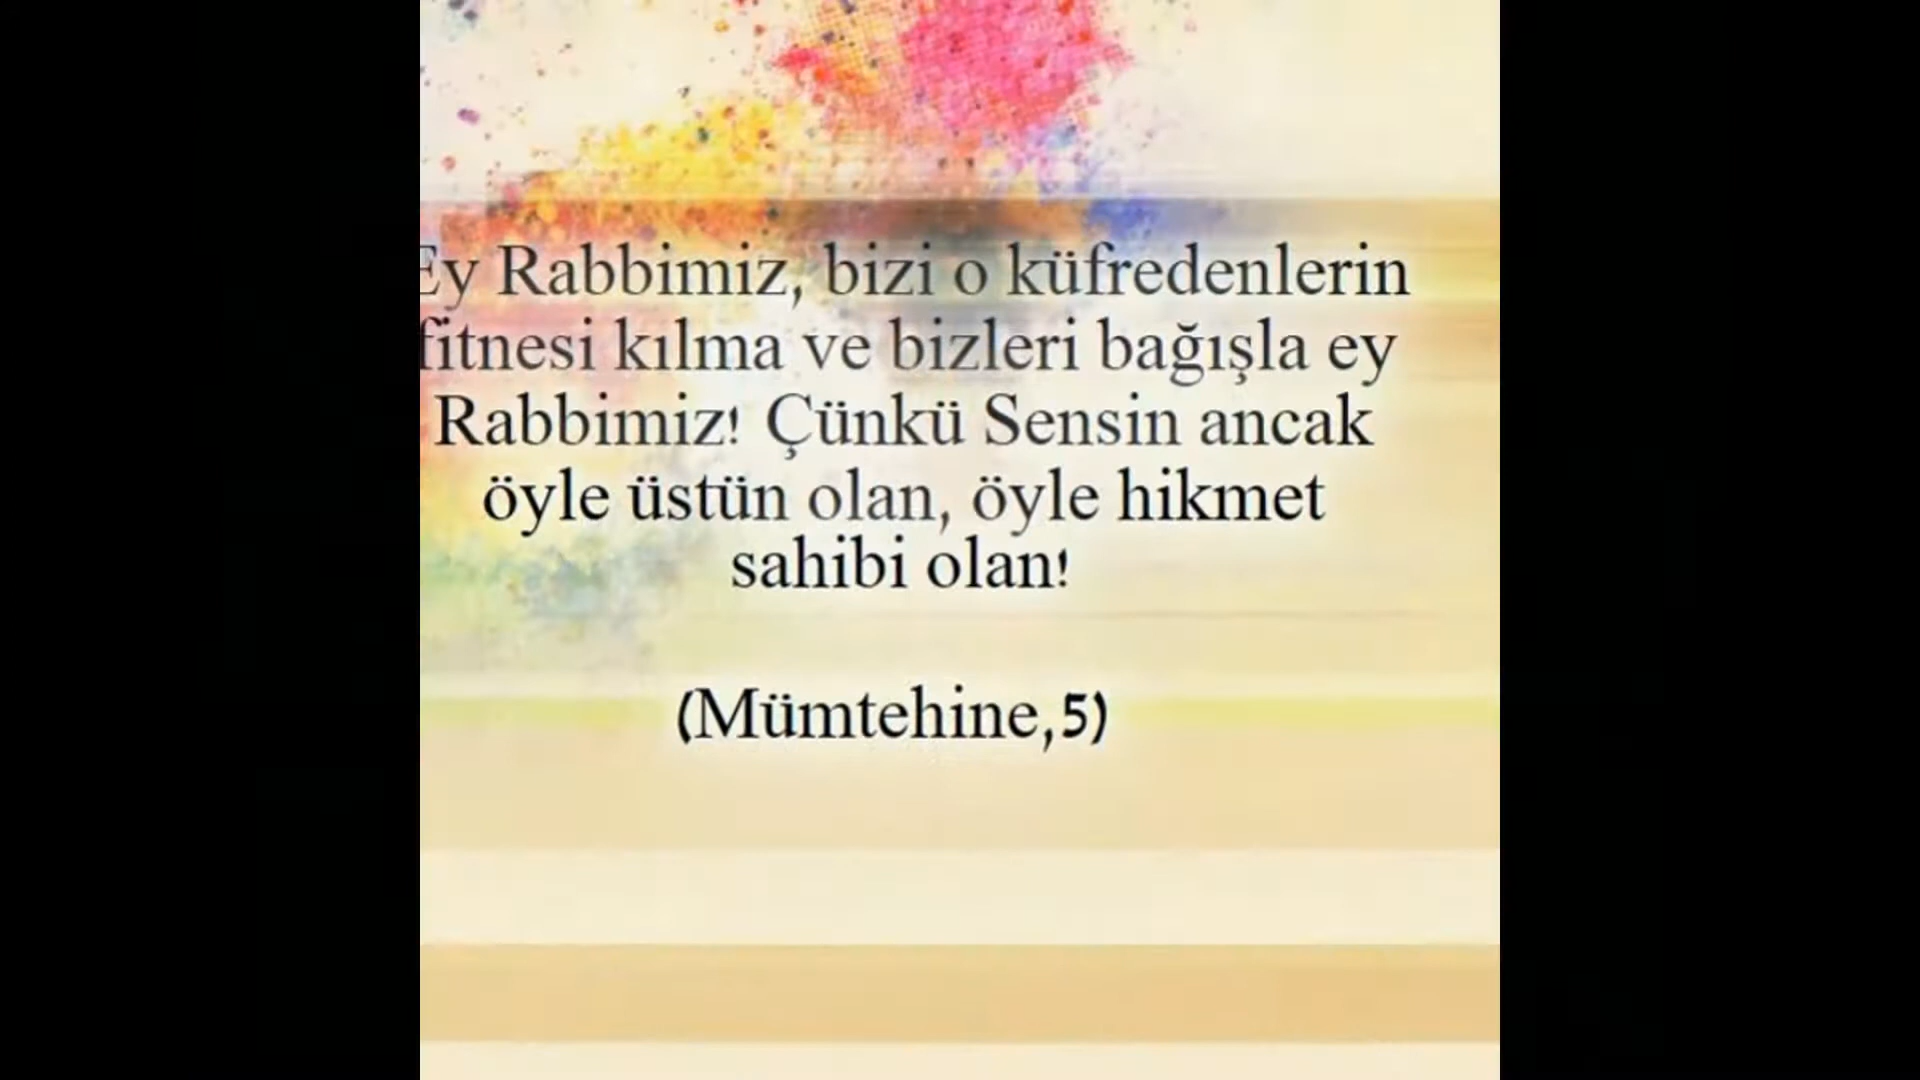 Ey Rabbimiz, bizi o küfredenlerin
fitnesi kılma ve bizleri bağışla ey
Rabbimiz! Çünkü Sensin ancak
öyle üstün olan, öyle hikmet
sahibi olan!
(Mümtehine,5)